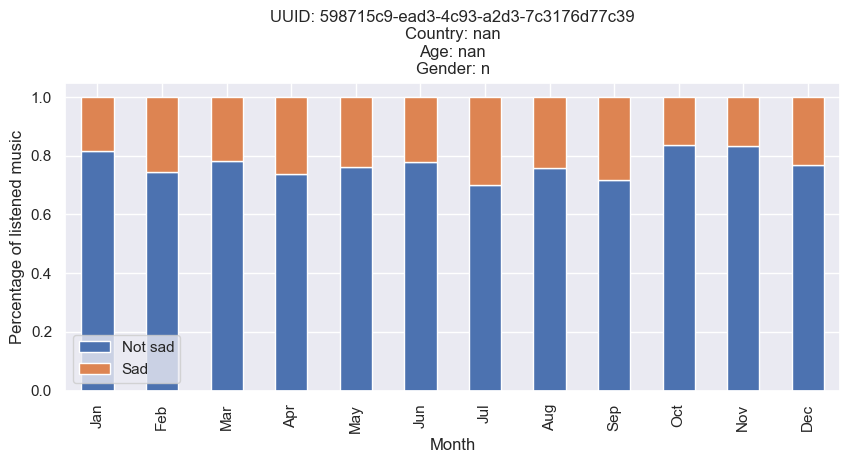 UUID: 598715c9-ead3-4c93-a2d3-7c3176d77c39
Country: nan
Age: nan
Gender: n
Percentage of listened music
1.0
0.8
0.6
0.4
0.2
0.0
Not sad
Sad
Jan
Feb
Mar
Apr
May
Jun
Jul
Aug
Sep
Oct
Nov
Dec
Month